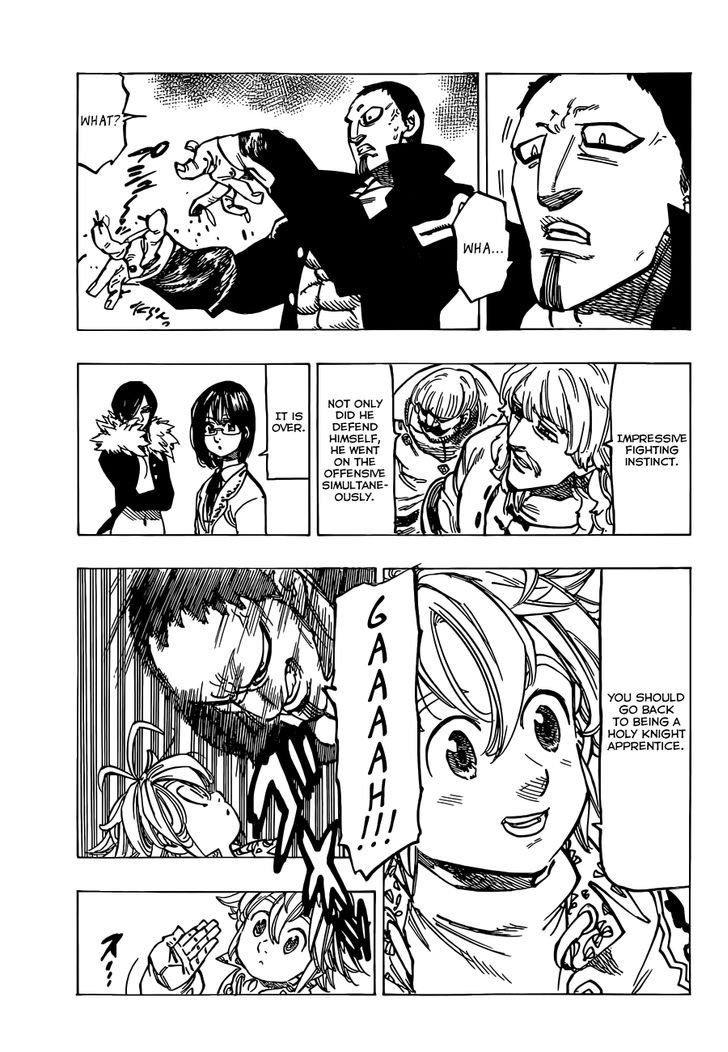 WHA...
WHAT?
IMPRESSIVE
FIGHTING
INSTINCT.
NOT ONLY
DID HE
DEFEND
HIMSELF,
HE WENT
ON THE
OFFENSIVE
SIMULTANE-
OUSLY.
IT IS
OVER.
YOU SHOULD
GO BACK
TO BEING A
HOLY KNIGHT
APPRENTICE.
GAAAAH!!!
ズ…